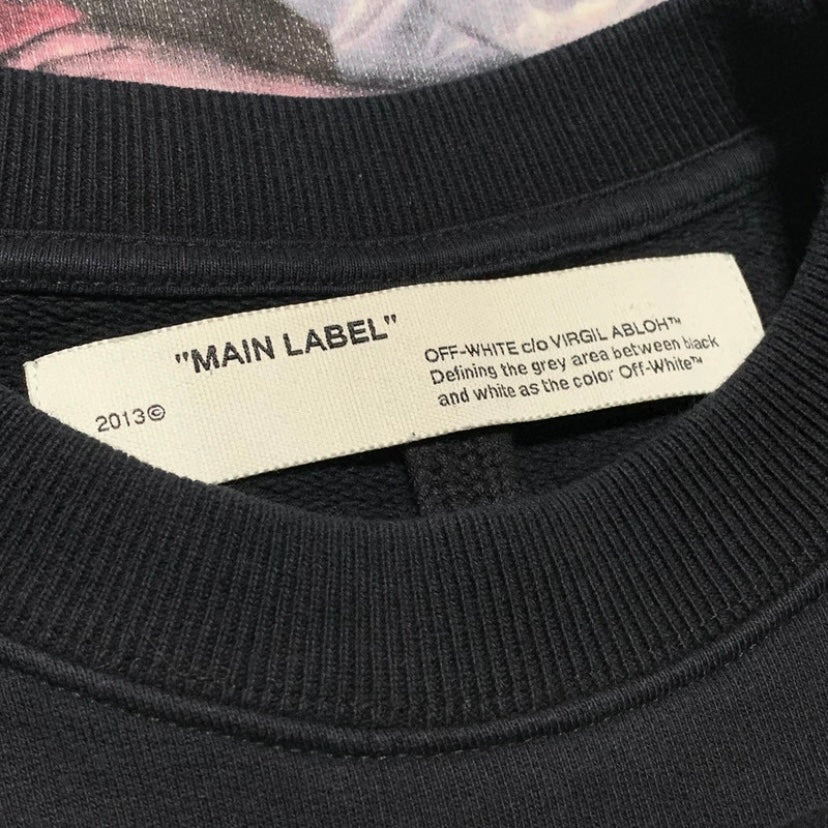 "MAIN LABEL"
2013©
OFF-WHITE c/o VIRGIL ABLOH™
Defining the grey area between black
and white as the color Off-White™